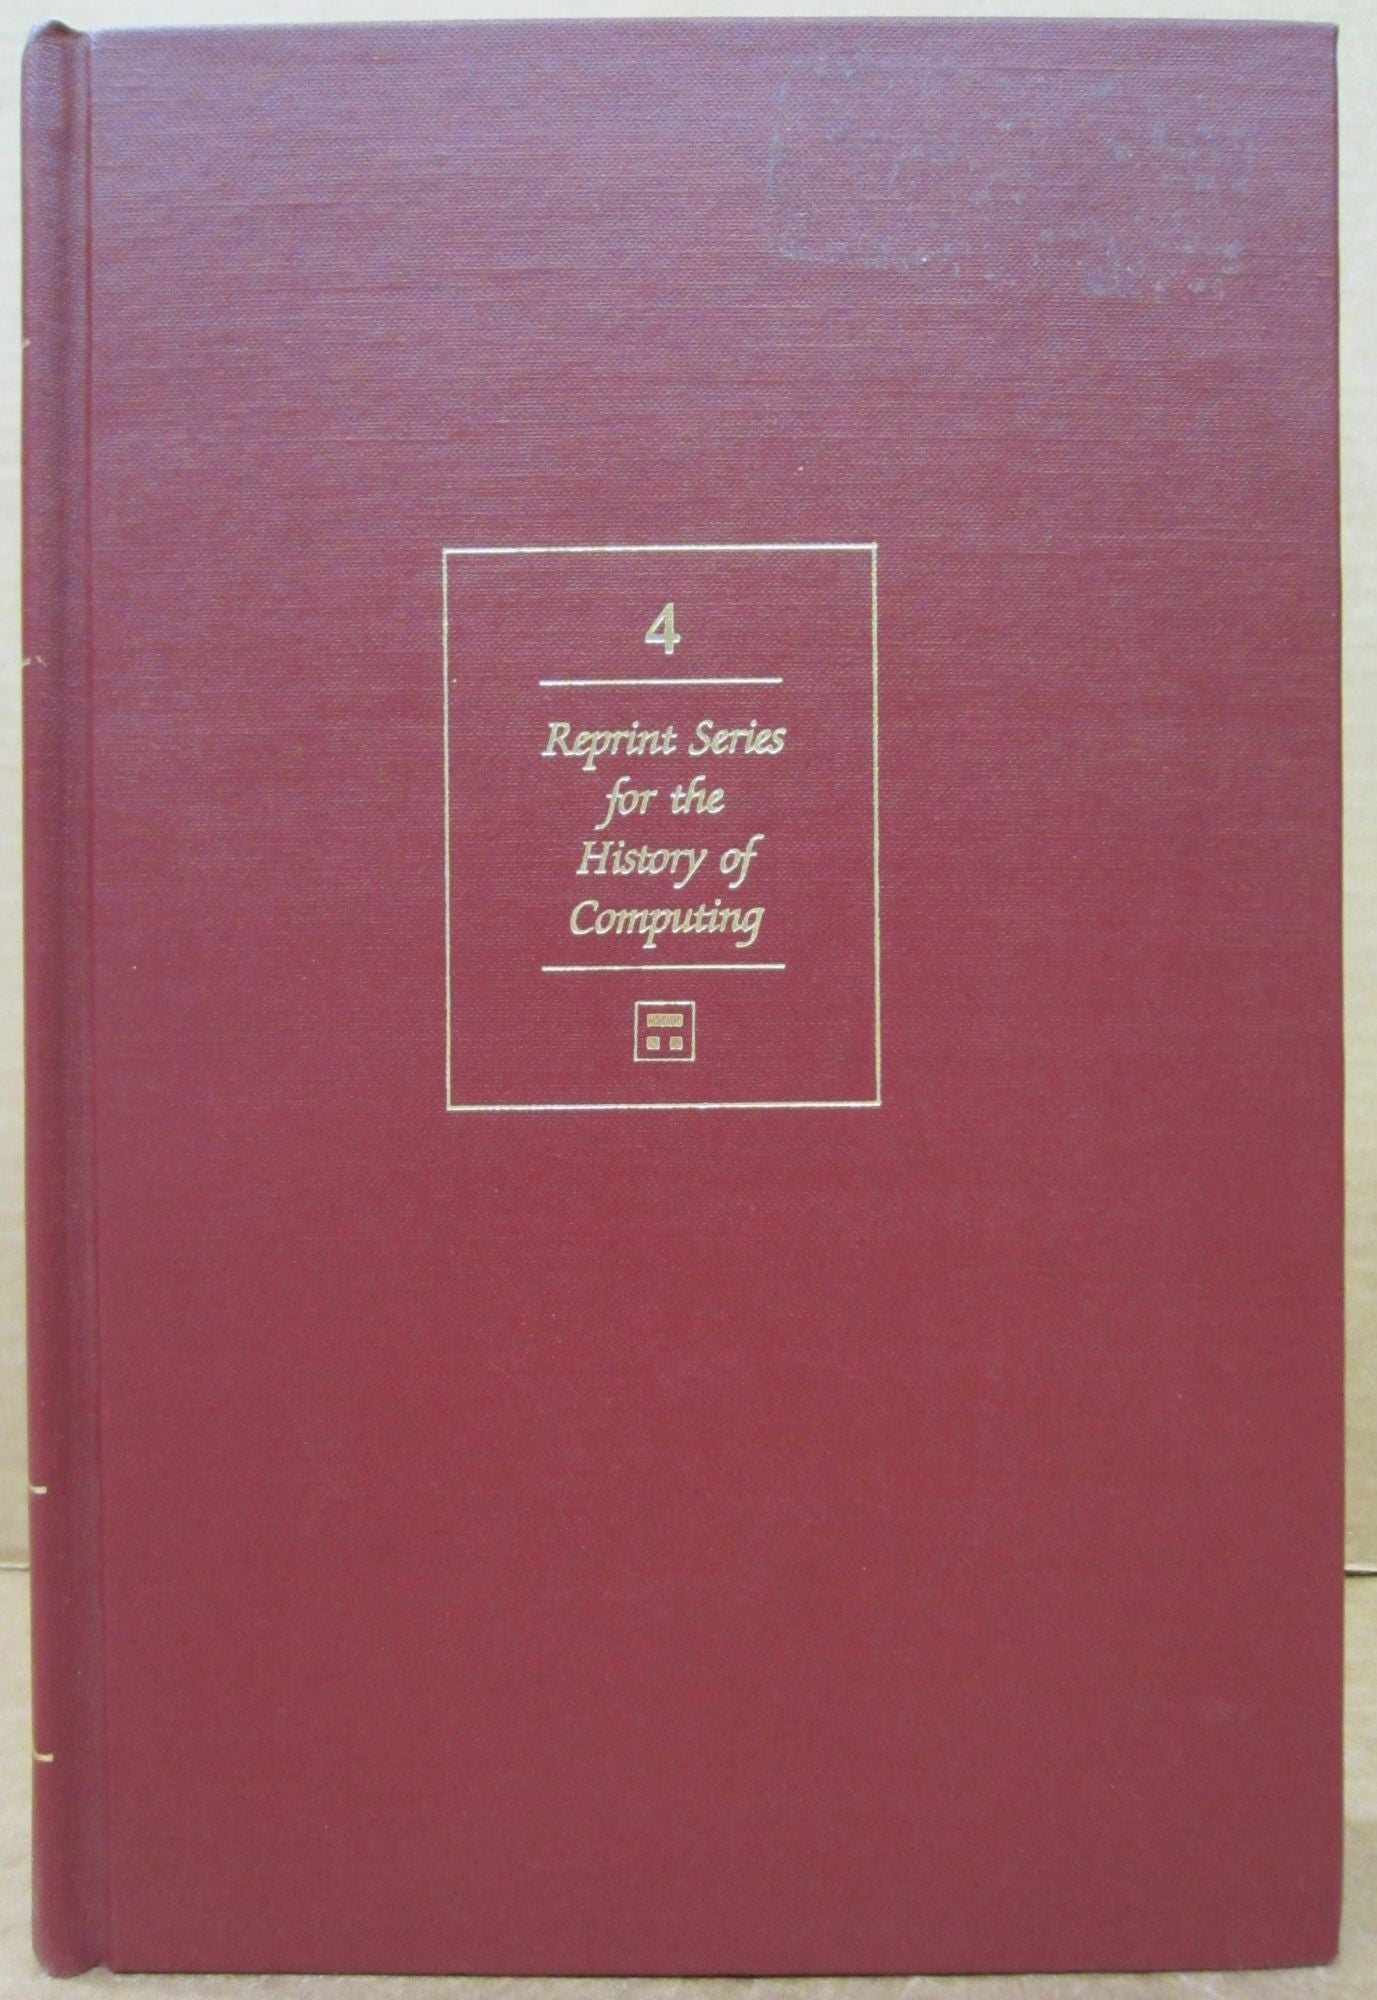 4
Reprint Series
for the
History of
Computing